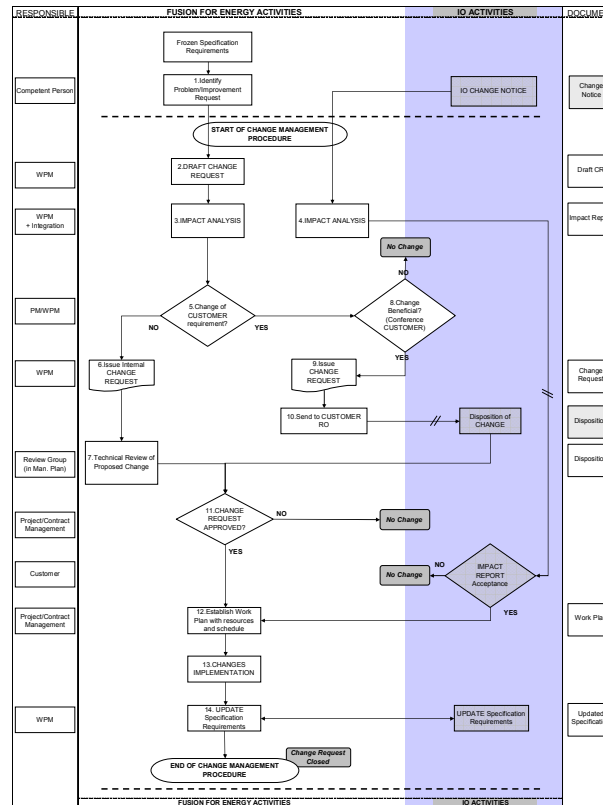 RESPONSIBLE
FUSION FOR ENERGY ACTIVITIES
IO ACTIVITIES
DOCUME
Frozen Specification
Requirements
Competent Person
1.Identify
Problem/Improvement
Request
IO CHANGE NOTICE
Change
Notice
START OF CHANGE MANAGEMENT
PROCEDURE
WPM
2.DRAFT CHANGE
REQUEST
Draft CR
WPM
+ Integration
3.IMPACT ANALYSIS
4.IMPACT ANALYSIS
Impact Rep
No Change
NO
PM/WPM
5.Change of
CUSTOMER
requirement?
8.Change
Beneficial?
(Conference
CUSTOMER)
NO
YES
YES
WPM
6.Issue Internal
CHANGE
REQUEST
9.Issue
CHANGE
REQUEST
Change
Request
10.Send to CUSTOMER
RO
Disposition of
CHANGE
Disposition
Review Group
(in Man. Plan)
7.Technical Review of
Proposed Change
Disposition
Project/Contract
Management
11.CHANGE
REQUEST
APPROVED?
NO
No Change
YES
Customer
No Change
NO
IMPACT
REPORT
Acceptance
YES
Project/Contract
Management
12.Establish Work
Plan with resources
and schedule
Work Pla
13.CHANGES
IMPLEMENTATION
WPM
14. UPDATE
Specification
Requirements
UPDATE Specification
Requirements
Updated
Specificatio
Change Request
Closed
END OF CHANGE MANAGEMENT
PROCEDURE
FUSION FOR ENERGY ACTIVITIES
IO ACTIVITIES